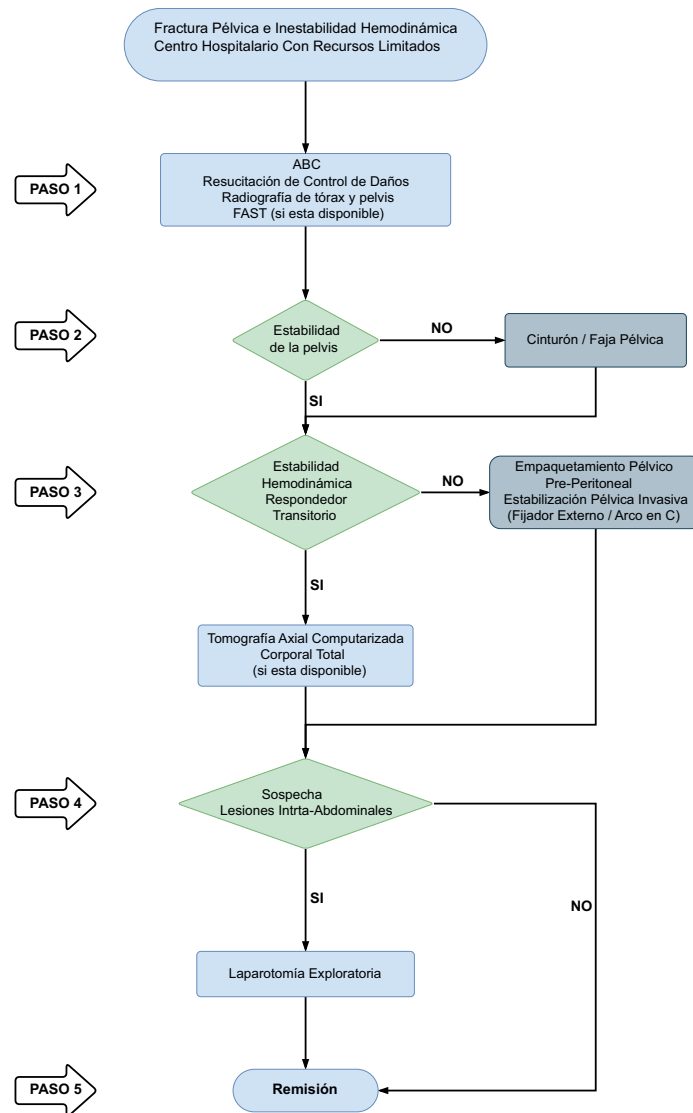 Fractura Pélvica e Inestabilidad Hemodinámica
Centro Hospitalario Con Recursos Limitados
PASO 1
ABC
Resucitación de Control de Daños
Radiografía de tórax y pelvis
FAST (si esta disponible)
PASO 2
Estabilidad
de la pelvis
NO
Cinturón / Faja Pélvica
SI
PASO 3
Estabilidad
Hemodinámica
Respondedor
Transitorio
NO
Empaquetamiento Pélvico
Pre-Peritoneal
Estabilización Pélvica Invasiva
(Fijador Externo / Arco en C)
SI
Tomografía Axial Computarizada
Corporal Total
(si esta disponible)
PASO 4
Sospecha
Lesiones Intrta-Abdominales
SI
NO
Laparotomía Exploratoria
PASO 5
Remisión